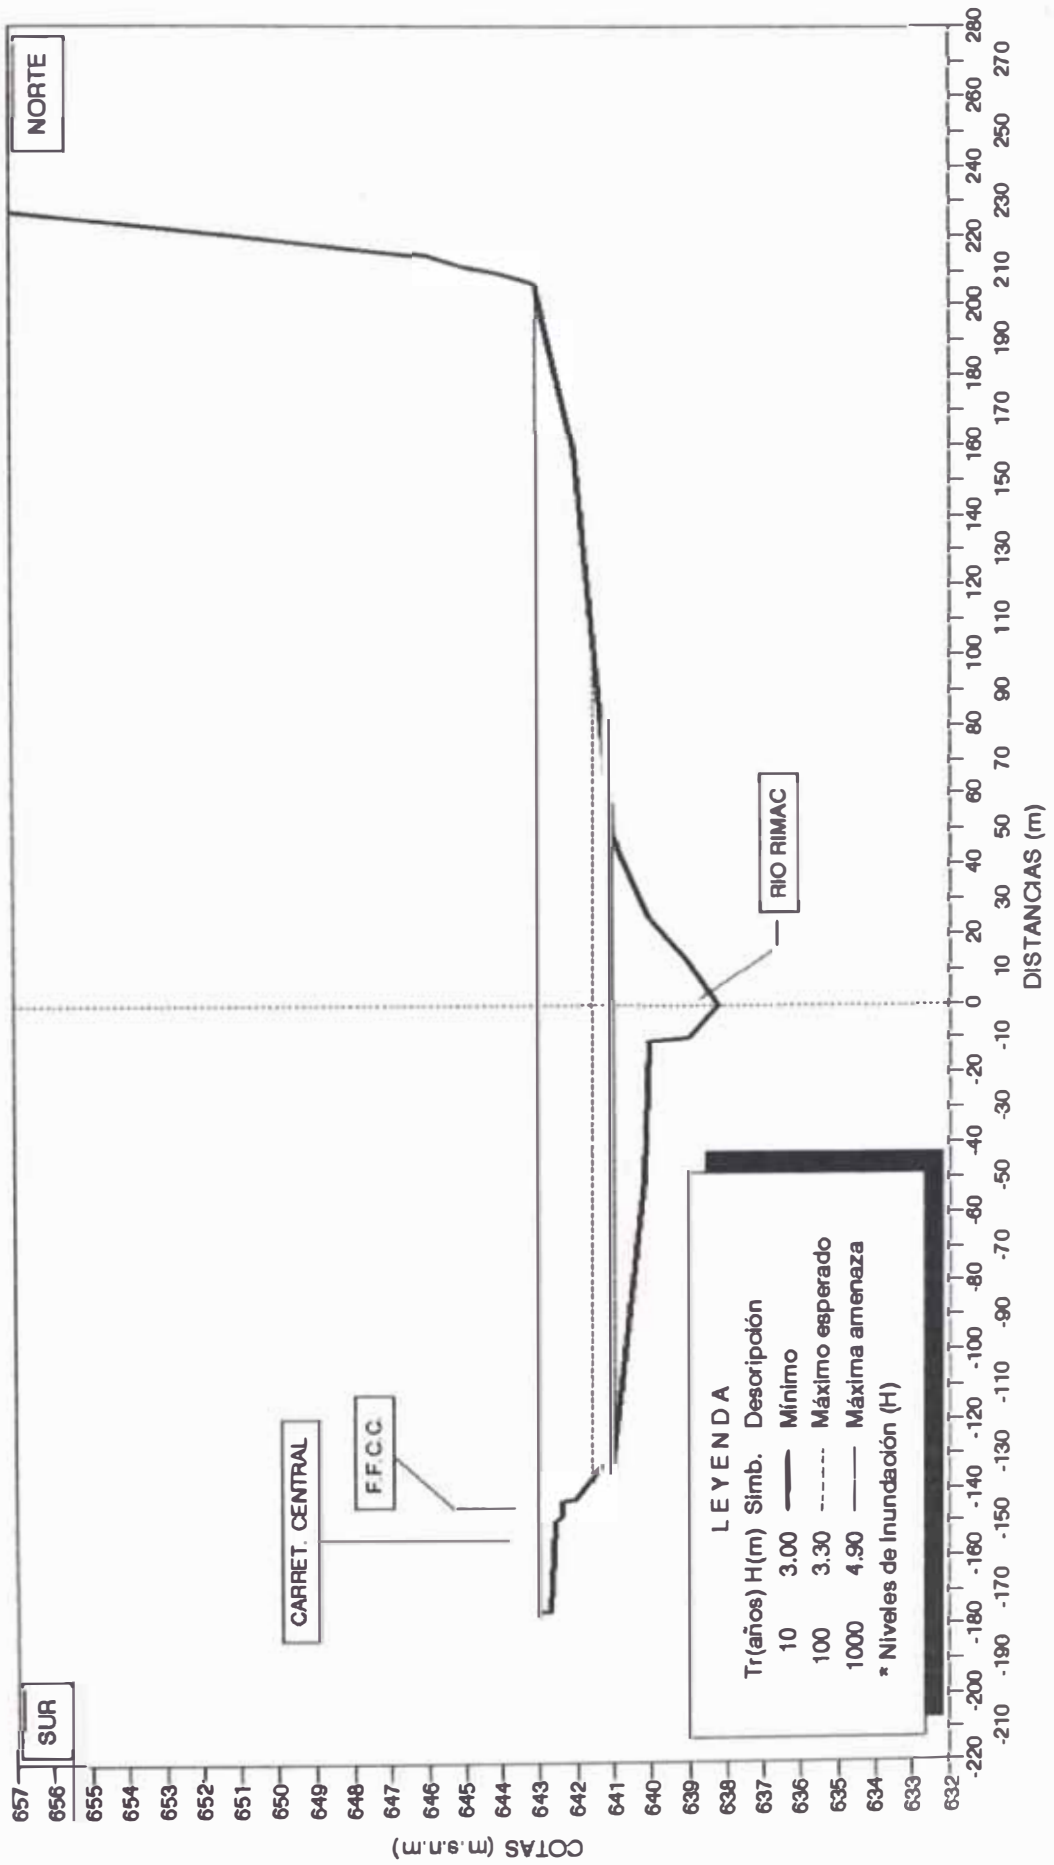 SUR
NORTE
CARRET. CENTRAL
F.F.C.C.
RIO RIMAC
COTAS (m.s.n.m)
657
656
655
654
653
652
651
650
649
648
647
646
645
644
643
642
641
640
639
638
637
636
635
634
633
632
LEYENDA
Tr(años) H(m) Simb. Descripción
10 3.00 Mínimo
100 3.30 Máximo esperado
1000 4.90 Máxima amenaza
* Niveles de Inundación (H)
-220 -210 -200 -190 -180 -170 -160 -150 -140 -130 -120 -110 -100 -90 -80 -70 -60 -50 -40 -30 -20 -10 0 10 20 30 40 50 60 70 80 90 100 110 120 130 140 150 160 170 180 190 200 210 220 230 240 250 260 270 280
DISTANCIAS (m)